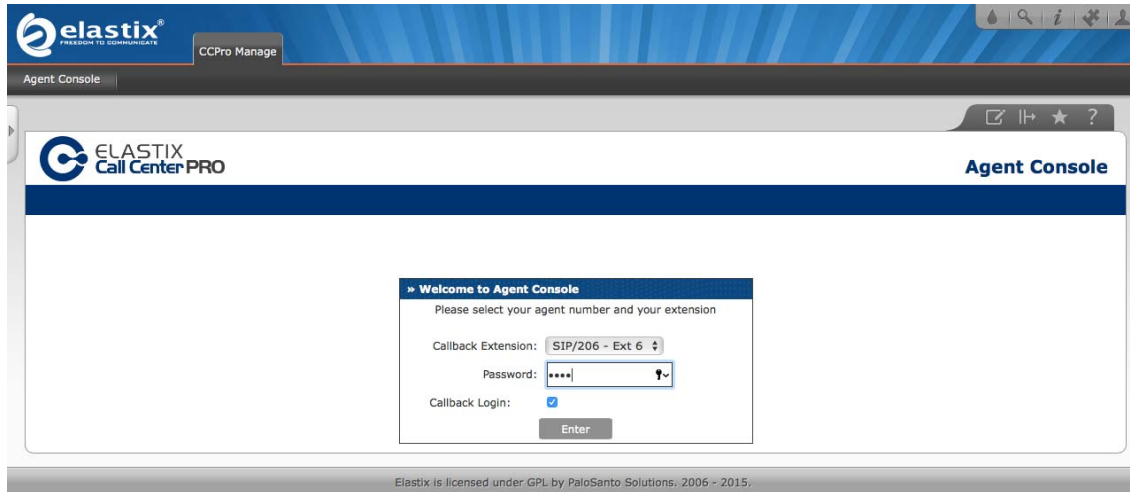 elastix®
FREEDOM TO COMMUNICATE
CCPro Manage
Agent Console
ELASTIX
Call Center PRO
Agent Console
» Welcome to Agent Console
Please select your agent number and your extension
Callback Extension: SIP/206 - Ext 6
Password: ••••
Callback Login:
Enter
Elastix is licensed under GPL by PaloSanto Solutions. 2006 - 2015.